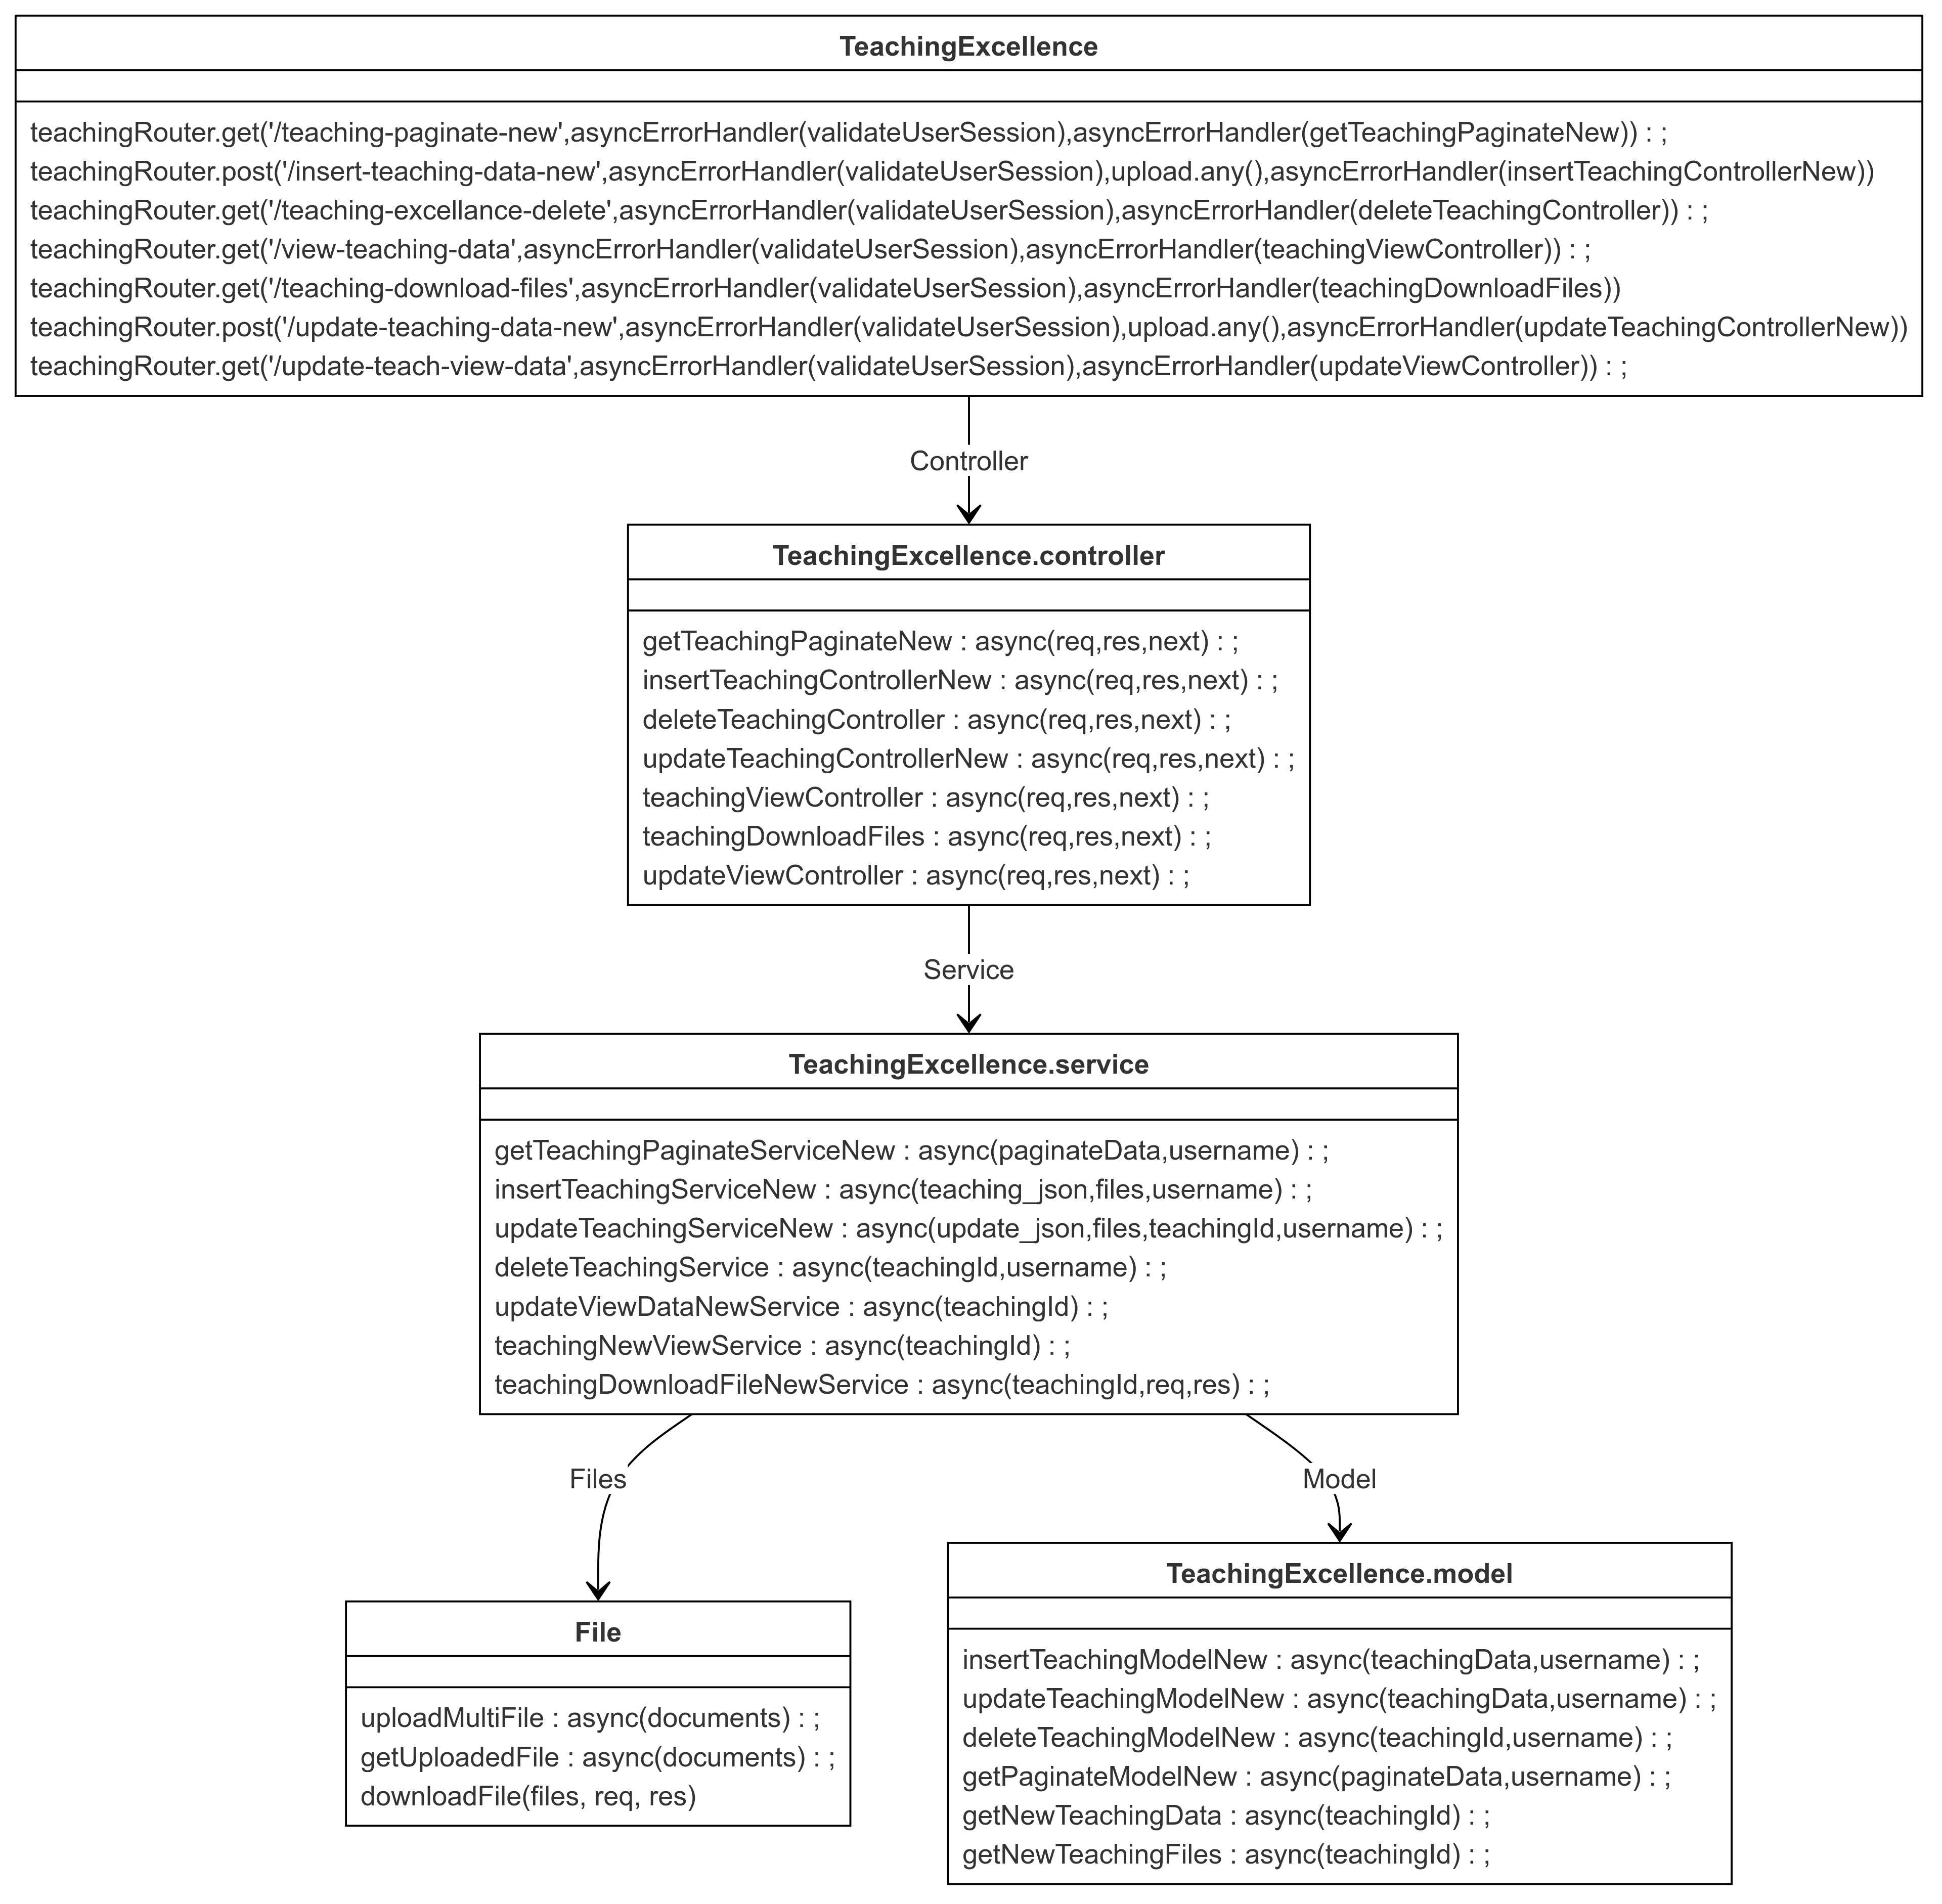 TeachingExcellence
teachingRouter.get('/teaching-paginate-new',asyncErrorHandler(validateUserSession),asyncErrorHandler(getTeachingPaginateNew)) : ;
teachingRouter.post('/insert-teaching-data-new',asyncErrorHandler(validateUserSession),upload.any(),asyncErrorHandler(insertTeachingControllerNew))
teachingRouter.get('/teaching-excellance-delete',asyncErrorHandler(validateUserSession),asyncErrorHandler(deleteTeachingController)) : ;
teachingRouter.get('/view-teaching-data',asyncErrorHandler(validateUserSession),asyncErrorHandler(teachingViewController)) : ;
teachingRouter.get('/teaching-download-files',asyncErrorHandler(validateUserSession),asyncErrorHandler(teachingDownloadFiles))
teachingRouter.post('/update-teaching-data-new',asyncErrorHandler(validateUserSession),upload.any(),asyncErrorHandler(updateTeachingControllerNew))
teachingRouter.get('/update-teach-view-data',asyncErrorHandler(validateUserSession),asyncErrorHandler(updateViewController)) : ;
Controller
TeachingExcellence.controller
getTeachingPaginateNew : async(req,res,next) : ;
insertTeachingControllerNew : async(req,res,next) : ;
deleteTeachingController : async(req,res,next) : ;
updateTeachingControllerNew : async(req,res,next) : ;
teachingViewController : async(req,res,next) : ;
teachingDownloadFiles : async(req,res,next) : ;
updateViewController : async(req,res,next) : ;
Service
TeachingExcellence.service
getTeachingPaginateServiceNew : async(paginateData,username) : ;
insertTeachingServiceNew : async(teaching_json,files,username) : ;
updateTeachingServiceNew : async(update_json,files,teachingId,username) : ;
deleteTeachingService : async(teachingId,username) : ;
updateViewDataNewService : async(teachingId) : ;
teachingNewViewService : async(teachingId) : ;
teachingDownloadFileNewService : async(teachingId,req,res) : ;
Files
Model
File
uploadMultiFile : async(documents) : ;
getUploadedFile : async(documents) : ;
downloadFile(files, req, res)
TeachingExcellence.model
insertTeachingModelNew : async(teachingData,username) : ;
updateTeachingModelNew : async(teachingData,username) : ;
deleteTeachingModelNew : async(teachingId,username) : ;
getPaginateModelNew : async(paginateData,username) : ;
getNewTeachingData : async(teachingId) : ;
getNewTeachingFiles : async(teachingId) : ;